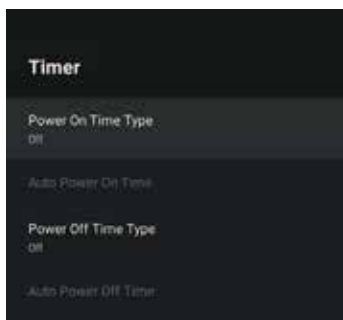 Timer
Power On Time Type
Off
Auto Power On Time
Power Off Time Type
Off
Auto Power Off Time